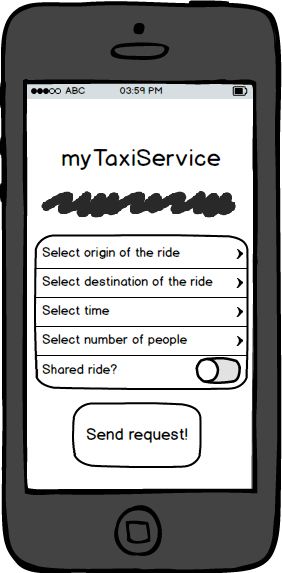 ABC 03:59 PM
myTaxiService
Select origin of the ride
Select destination of the ride
Select time
Select number of people
Shared ride?
Send request!